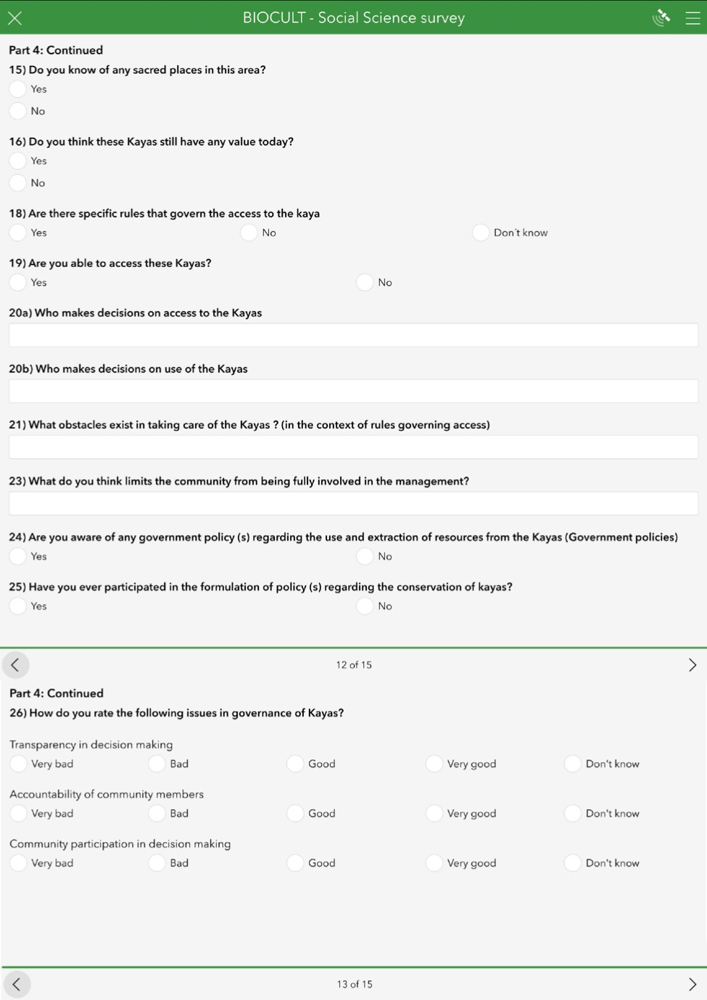 BIOCULT - Social Science survey
Part 4: Continued
15) Do you know of any sacred places in this area?
Yes
No
16) Do you think these Kayas still have any value today?
Yes
No
18) Are there specific rules that govern the access to the kaya
Yes No Don´t know
19) Are you able to access these Kayas?
Yes No
20a) Who makes decisions on access to the Kayas
20b) Who makes decisions on use of the Kayas
21) What obstacles exist in taking care of the Kayas ? (in the context of rules governing access)
23) What do you think limits the community from being fully involved in the management?
24) Are you aware of any government policy (s) regarding the use and extraction of resources from the Kayas (Government policies)
Yes No
25) Have you ever participated in the formulation of policy (s) regarding the conservation of kayas?
Yes No
12 of 15
Part 4: Continued
26) How do you rate the following issues in governance of Kayas?
Transparency in decision making
Very bad Bad Good Very good Don't know
Accountability of community members
Very bad Bad Good Very good Don't know
Community participation in decision making
Very bad Bad Good Very good Don't know
13 of 15